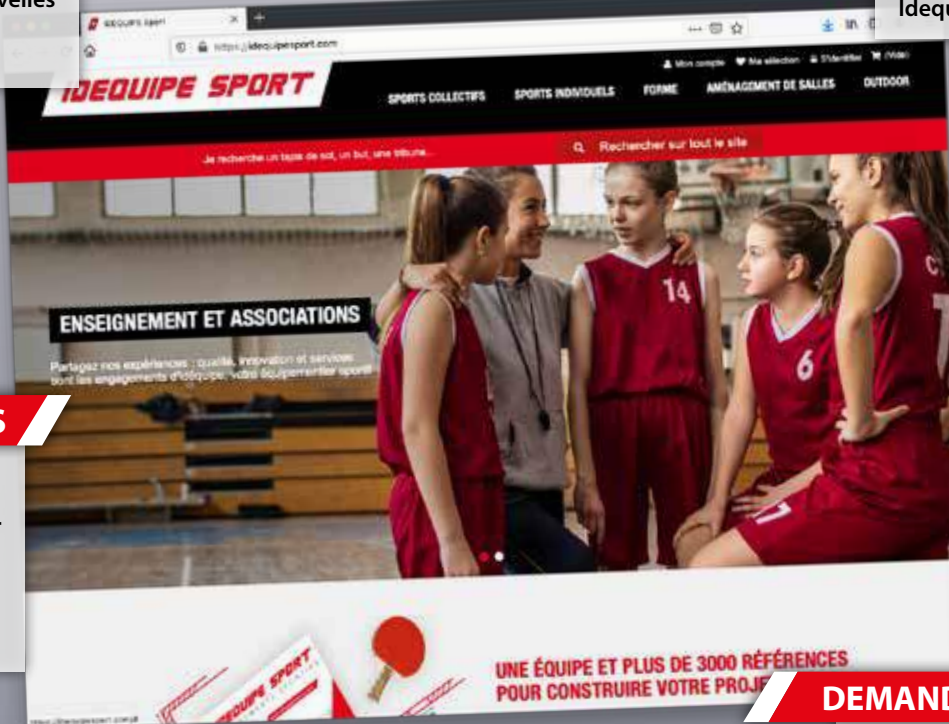 velles
Idequ
IDEQUIPE Sport
https://idequipesport.com
Mon compte Ma sélection S'identifier (Vide)
IDEQUIPE SPORT
SPORTS COLLECTIFS SPORTS INDIVIDUELS FORME AMÉNAGEMENT DE SALLES OUTDOOR
Je recherche un tapis de sol, un but, une tribune...
Rechercher sur tout le site
14
6
17
C
ENSEIGNEMENT ET ASSOCIATIONS
Partagez nos expériences : qualité, innovation et services
sont les engagements d'idéquipe, votre équipementier sportif
S
EQUIPE SPORT
UNE ÉQUIPE ET PLUS DE 3000 RÉFÉRENCES
POUR CONSTRUIRE VOTRE PROJE
DEMAND